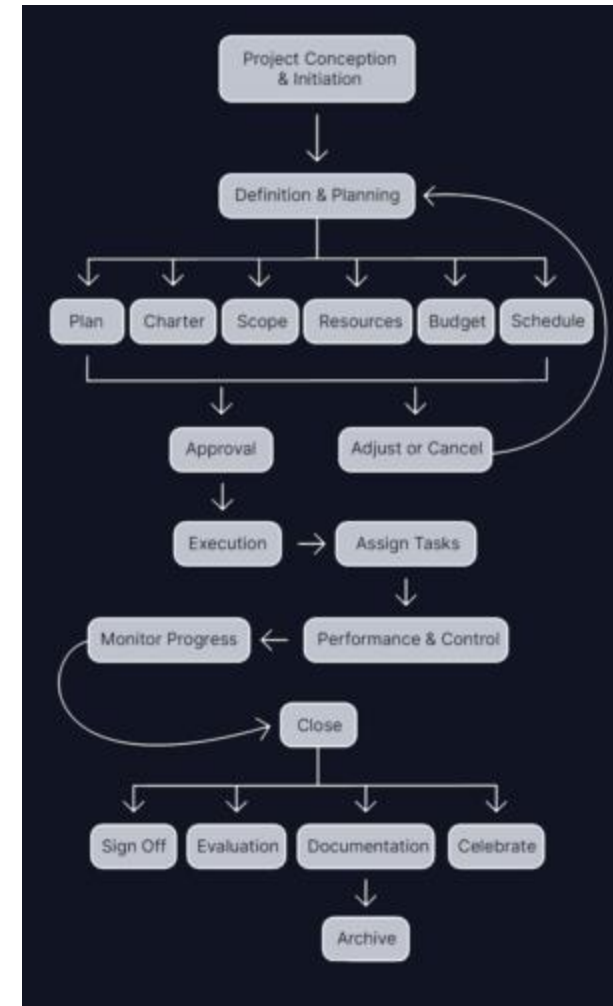 Project Conception
& Initiation
Definition & Planning
Plan
Charter
Scope
Resources
Budget
Schedule
Approval
Adjust or Cancel
Execution
Assign Tasks
Monitor Progress
Performance & Control
Close
Sign Off
Evaluation
Documentation
Celebrate
Archive